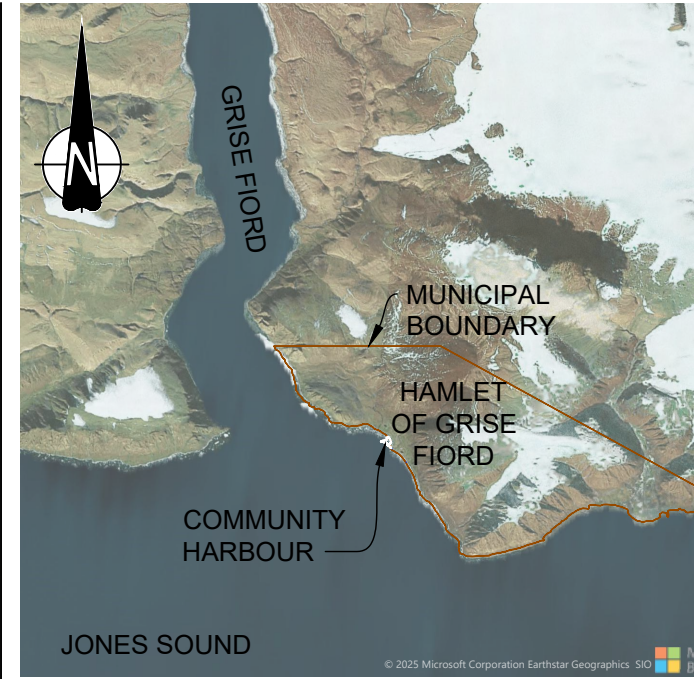 N
GRISE FIORD
MUNICIPAL
BOUNDARY
HAMLET
OF GRISE
FIORD
COMMUNITY
HARBOUR
JONES SOUND
© 2025 Microsoft Corporation Earthstar Geographics SIO